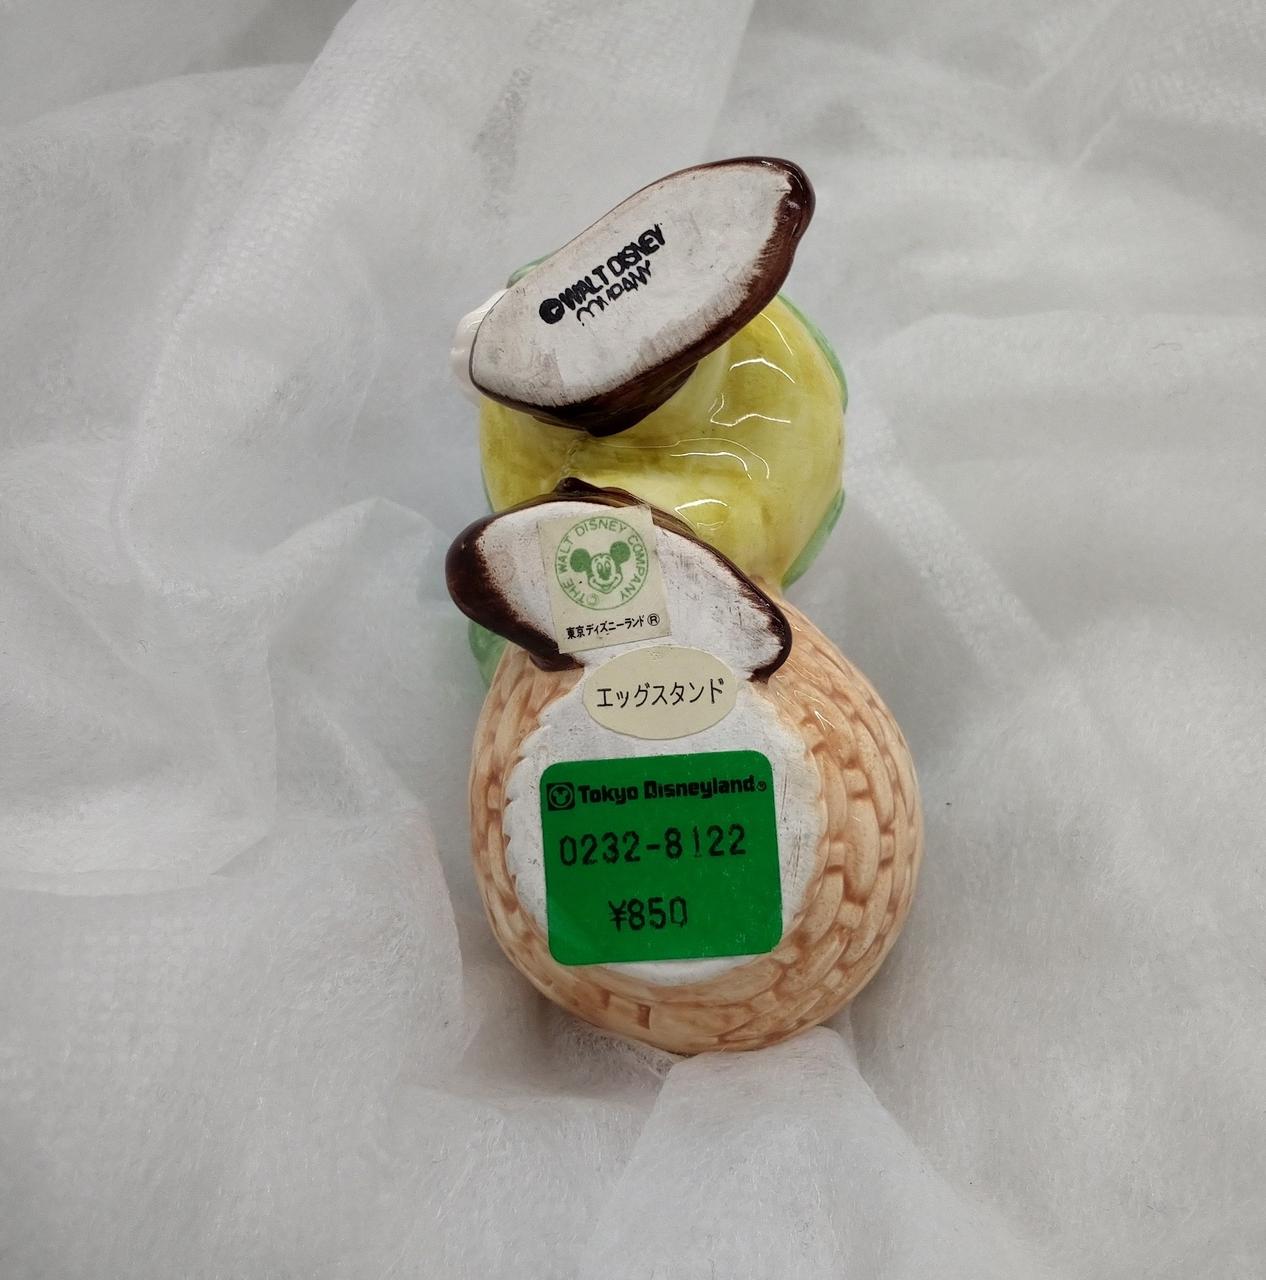 ©WALT DISNEY
COMPANY
©THE WALT DISNEY COMPANY
東京ディズニーランド®
エッグスタンド
Tokyo Disneyland®
0232-8122
¥850